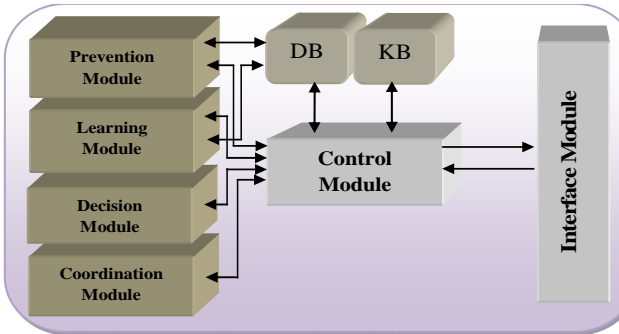 Prevention
Module
Learning
Module
Decision
Module
Coordination
Module
DB
KB
Control
Module
Interface Module